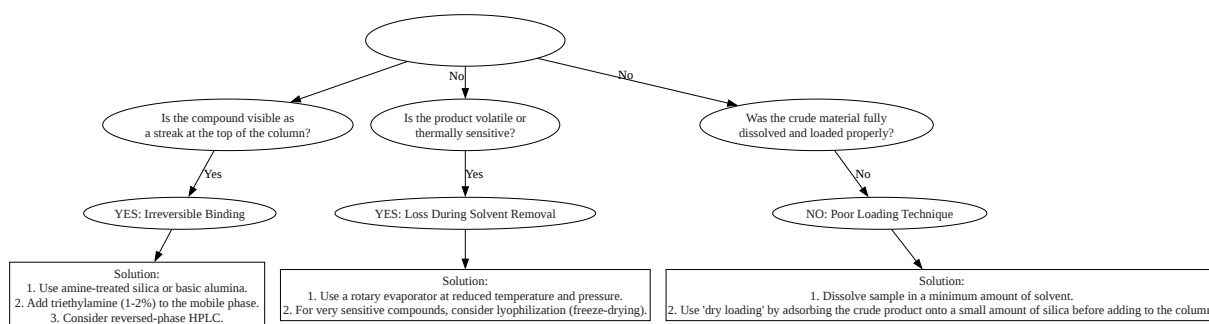 No
No
Is the compound visible as
a streak at the top of the column?
Is the product volatile or
thermally sensitive?
Was the crude material fully
dissolved and loaded properly?
Yes
Yes
No
YES: Irreversible Binding
YES: Loss During Solvent Removal
NO: Poor Loading Technique
Solution:
1. Use amine-treated silica or basic alumina.
2. Add triethylamine (1-2%) to the mobile phase.
3. Consider reversed-phase HPLC.
Solution:
1. Use a rotary evaporator at reduced temperature and pressure.
2. For very sensitive compounds, consider lyophilization (freeze-drying).
Solution:
1. Dissolve sample in a minimum amount of solvent.
2. Use 'dry loading' by adsorbing the crude product onto a small amount of silica before adding to the colum